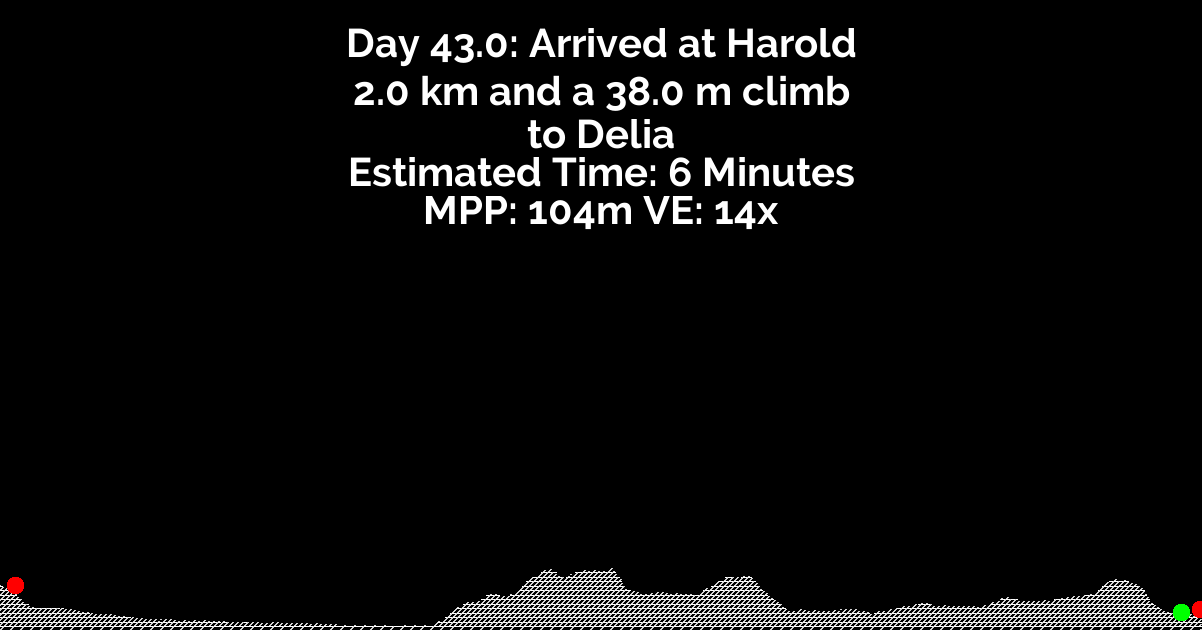 Day 43.0: Arrived at Harold
2.0 km and a 38.0 m climb
to Delia
Estimated Time: 6 Minutes
MPP: 104m VE: 14x